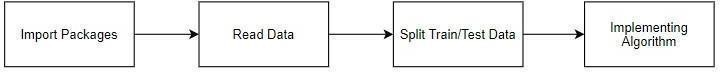 Import Packages
Read Data
Split Train/Test Data
Implementing
Algorithm